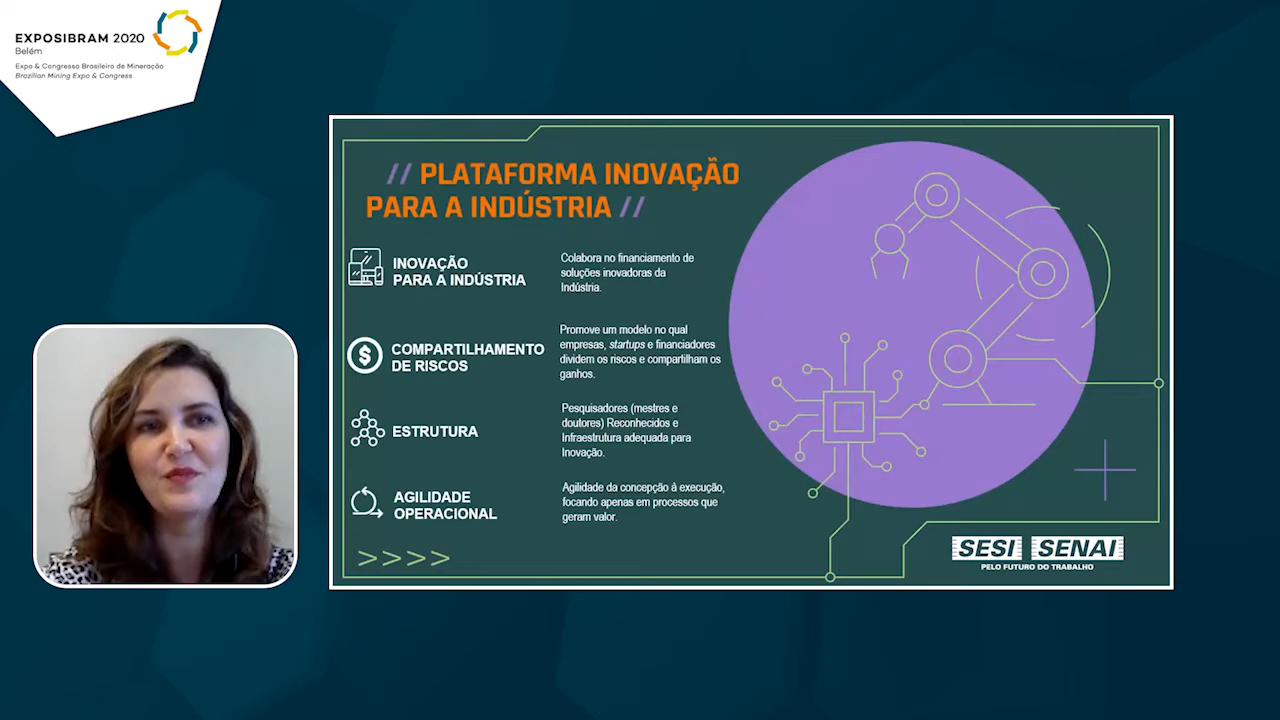 EXPOSIBRAM 2020
Belém
Expo & Congresso Brasileiro de Mineração
Brazilian Mining Expo & Congress
// PLATAFORMA INOVAÇÃO
PARA A INDÚSTRIA //
INOVAÇÃO
PARA A INDÚSTRIA
Colabora no financiamento de
soluções inovadoras da
Indústria.
COMPARTILHAMENTO
DE RISCOS
Promove um modelo no qual
empresas, startups e financiadores
dividem os riscos e compartilham os
ganhos.
ESTRUTURA
Pesquisadores (mestres e
doutores) Reconhecidos e
Infraestrutura adequada para
Inovação.
AGILIDADE
OPERACIONAL
Agilidade da concepção à execução,
focando apenas em processos que
geram valor.
>>>>
SESI SENAI
PELO FUTURO DO TRABALHO